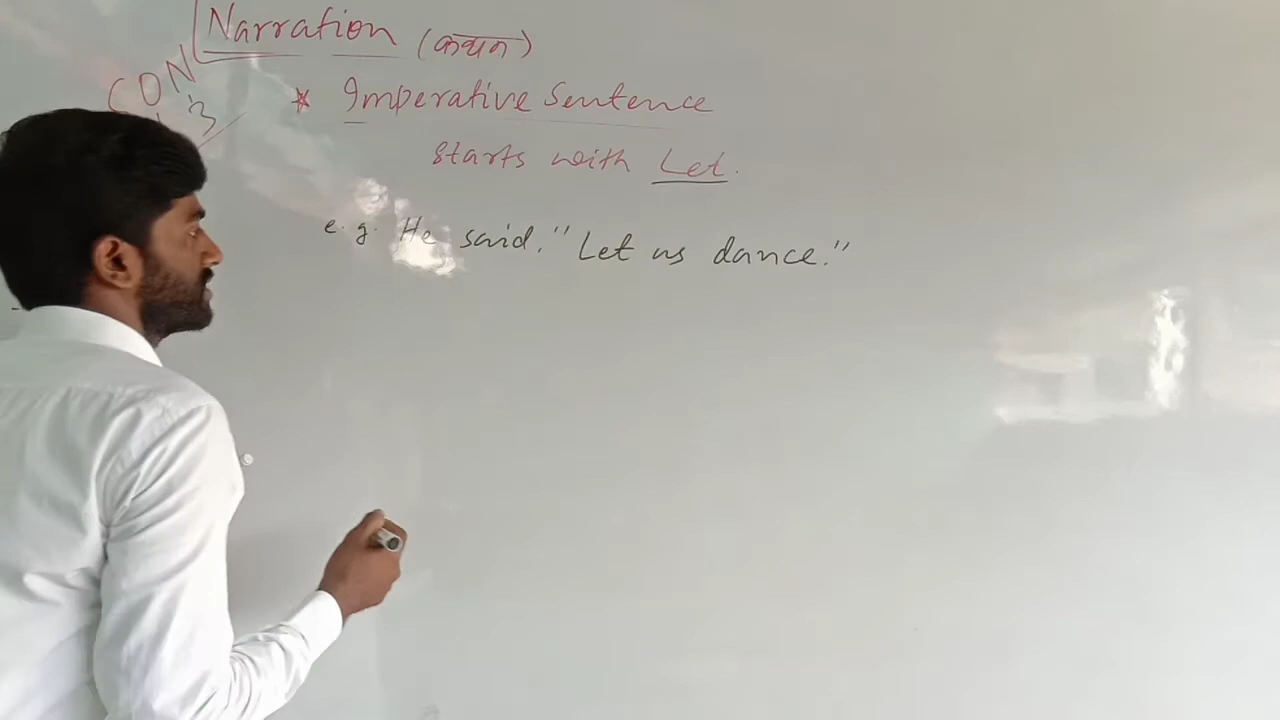 Narration (कथन)
CON
3
* Imperative Sentence
starts with Let.
e.g. He said, "Let us dance."